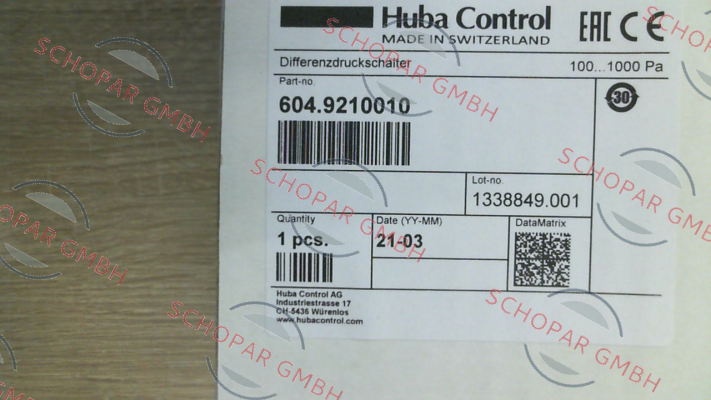 Huba Control
MADE IN SWITZERLAND
EAC CE
Differenzdruckschalter
100...1000 Pa
Part-no.
604.9210010
30
Lot-no.
1338849.001
Quantity
1 pcs.
Date (YY-MM)
21-03
DataMatrix
Huba Control AG
Industriestrasse 17
CH-5436 Würenlos
www.hubacontrol.com
SCHOPAR GMBH
SCHOPAR GMBH
SCHOPAR GMBH
SCHOPAR GMBH
SCHOPAR GMBH
SCHOPAR GMBH
SCHOPAR GMBH
SCHOPAR GMBH